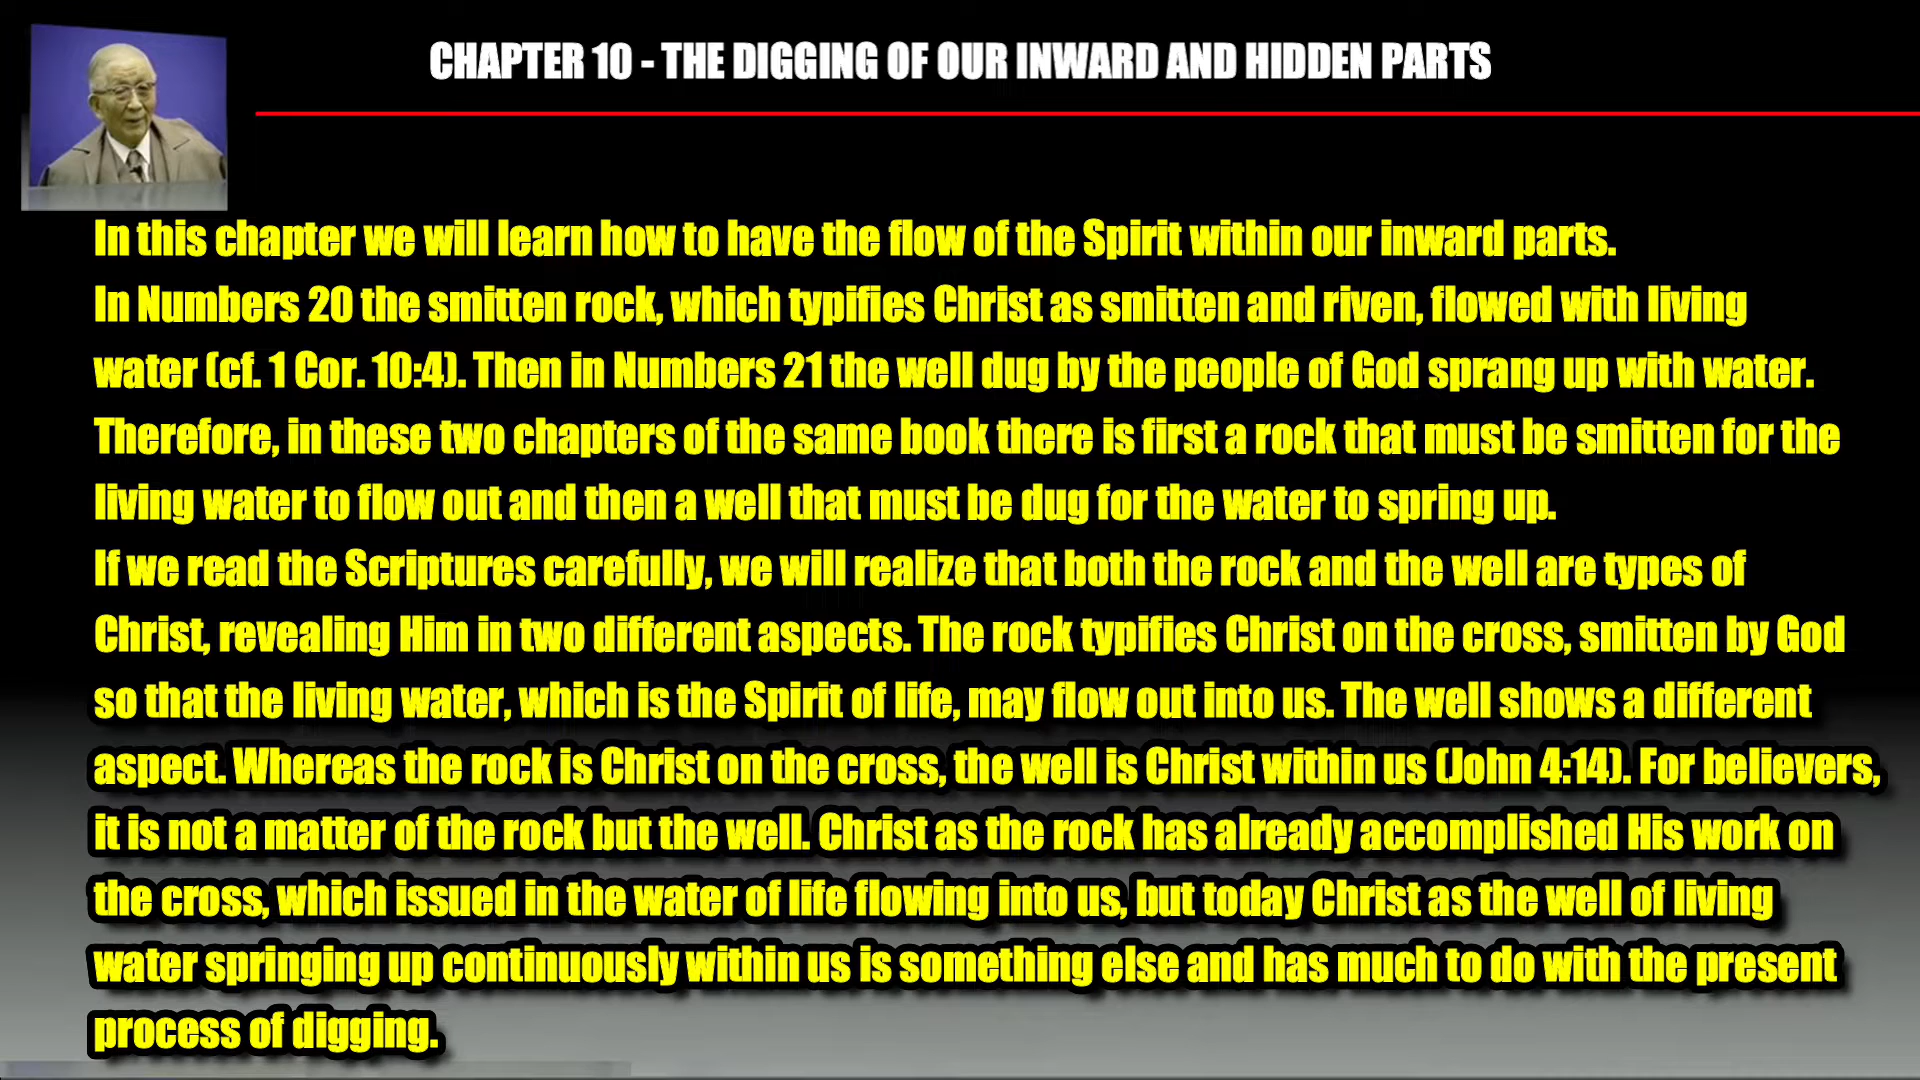 CHAPTER 10 - THE DIGGING OF OUR INWARD AND HIDDEN PARTS
In this chapter we will learn how to have the flow of the Spirit within our inward parts.
In Numbers 20 the smitten rock, which typifies Christ as smitten and riven, flowed with living
water (cf. 1 Cor. 10:4). Then in Numbers 21 the well dug by the people of God sprang up with water.
Therefore, in these two chapters of the same book there is first a rock that must be smitten for the
living water to flow out and then a well that must be dug for the water to spring up.
If we read the Scriptures carefully, we will realize that both the rock and the well are types of
Christ, revealing Him in two different aspects. The rock typifies Christ on the cross, smitten by God
so that the living water, which is the Spirit of life, may flow out into us. The well shows a different
aspect. Whereas the rock is Christ on the cross, the well is Christ within us (John 4:14). For believers,
it is not a matter of the rock but the well. Christ as the rock has already accomplished His work on
the cross, which issued in the water of life flowing into us, but today Christ as the well of living
water springing up continuously within us is something else and has much to do with the present
process of digging.